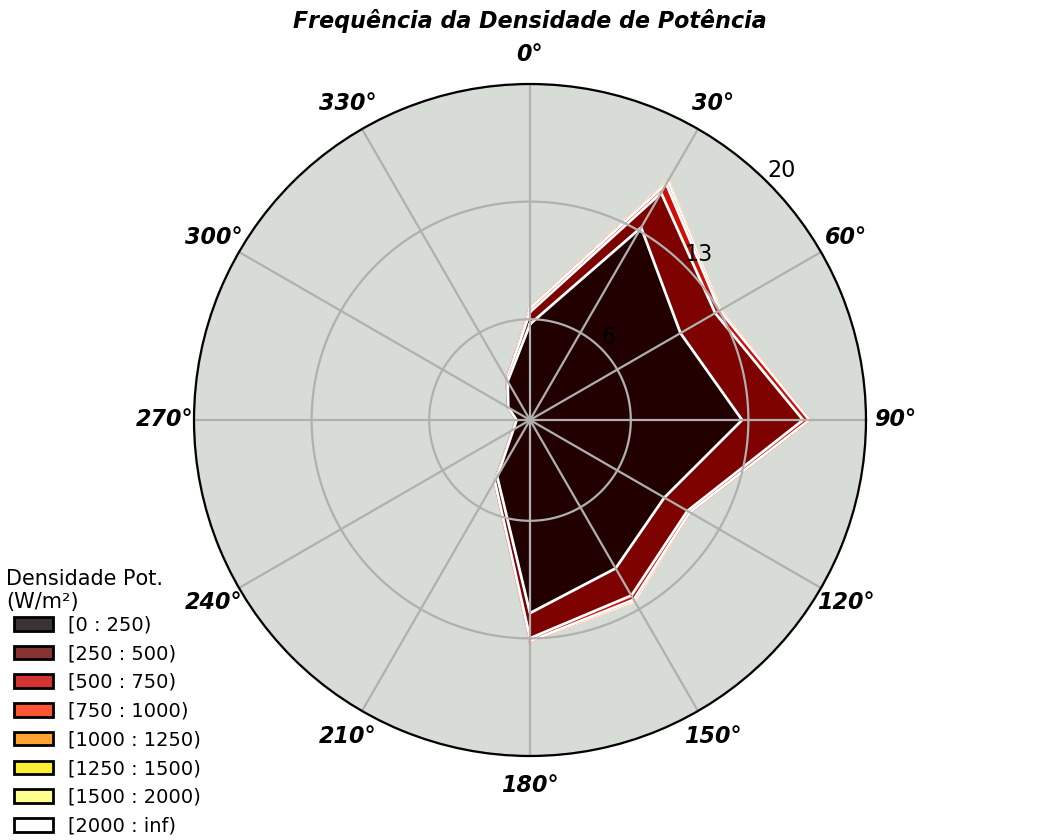 Frequência da Densidade de Potência
0°
330°
30°
20
300°
60°
13
6
270°
90°
240°
120°
210°
150°
180°
Densidade Pot.
(W/m²)
[0 : 250)
[250 : 500)
[500 : 750)
[750 : 1000)
[1000 : 1250)
[1250 : 1500)
[1500 : 2000)
[2000 : inf)